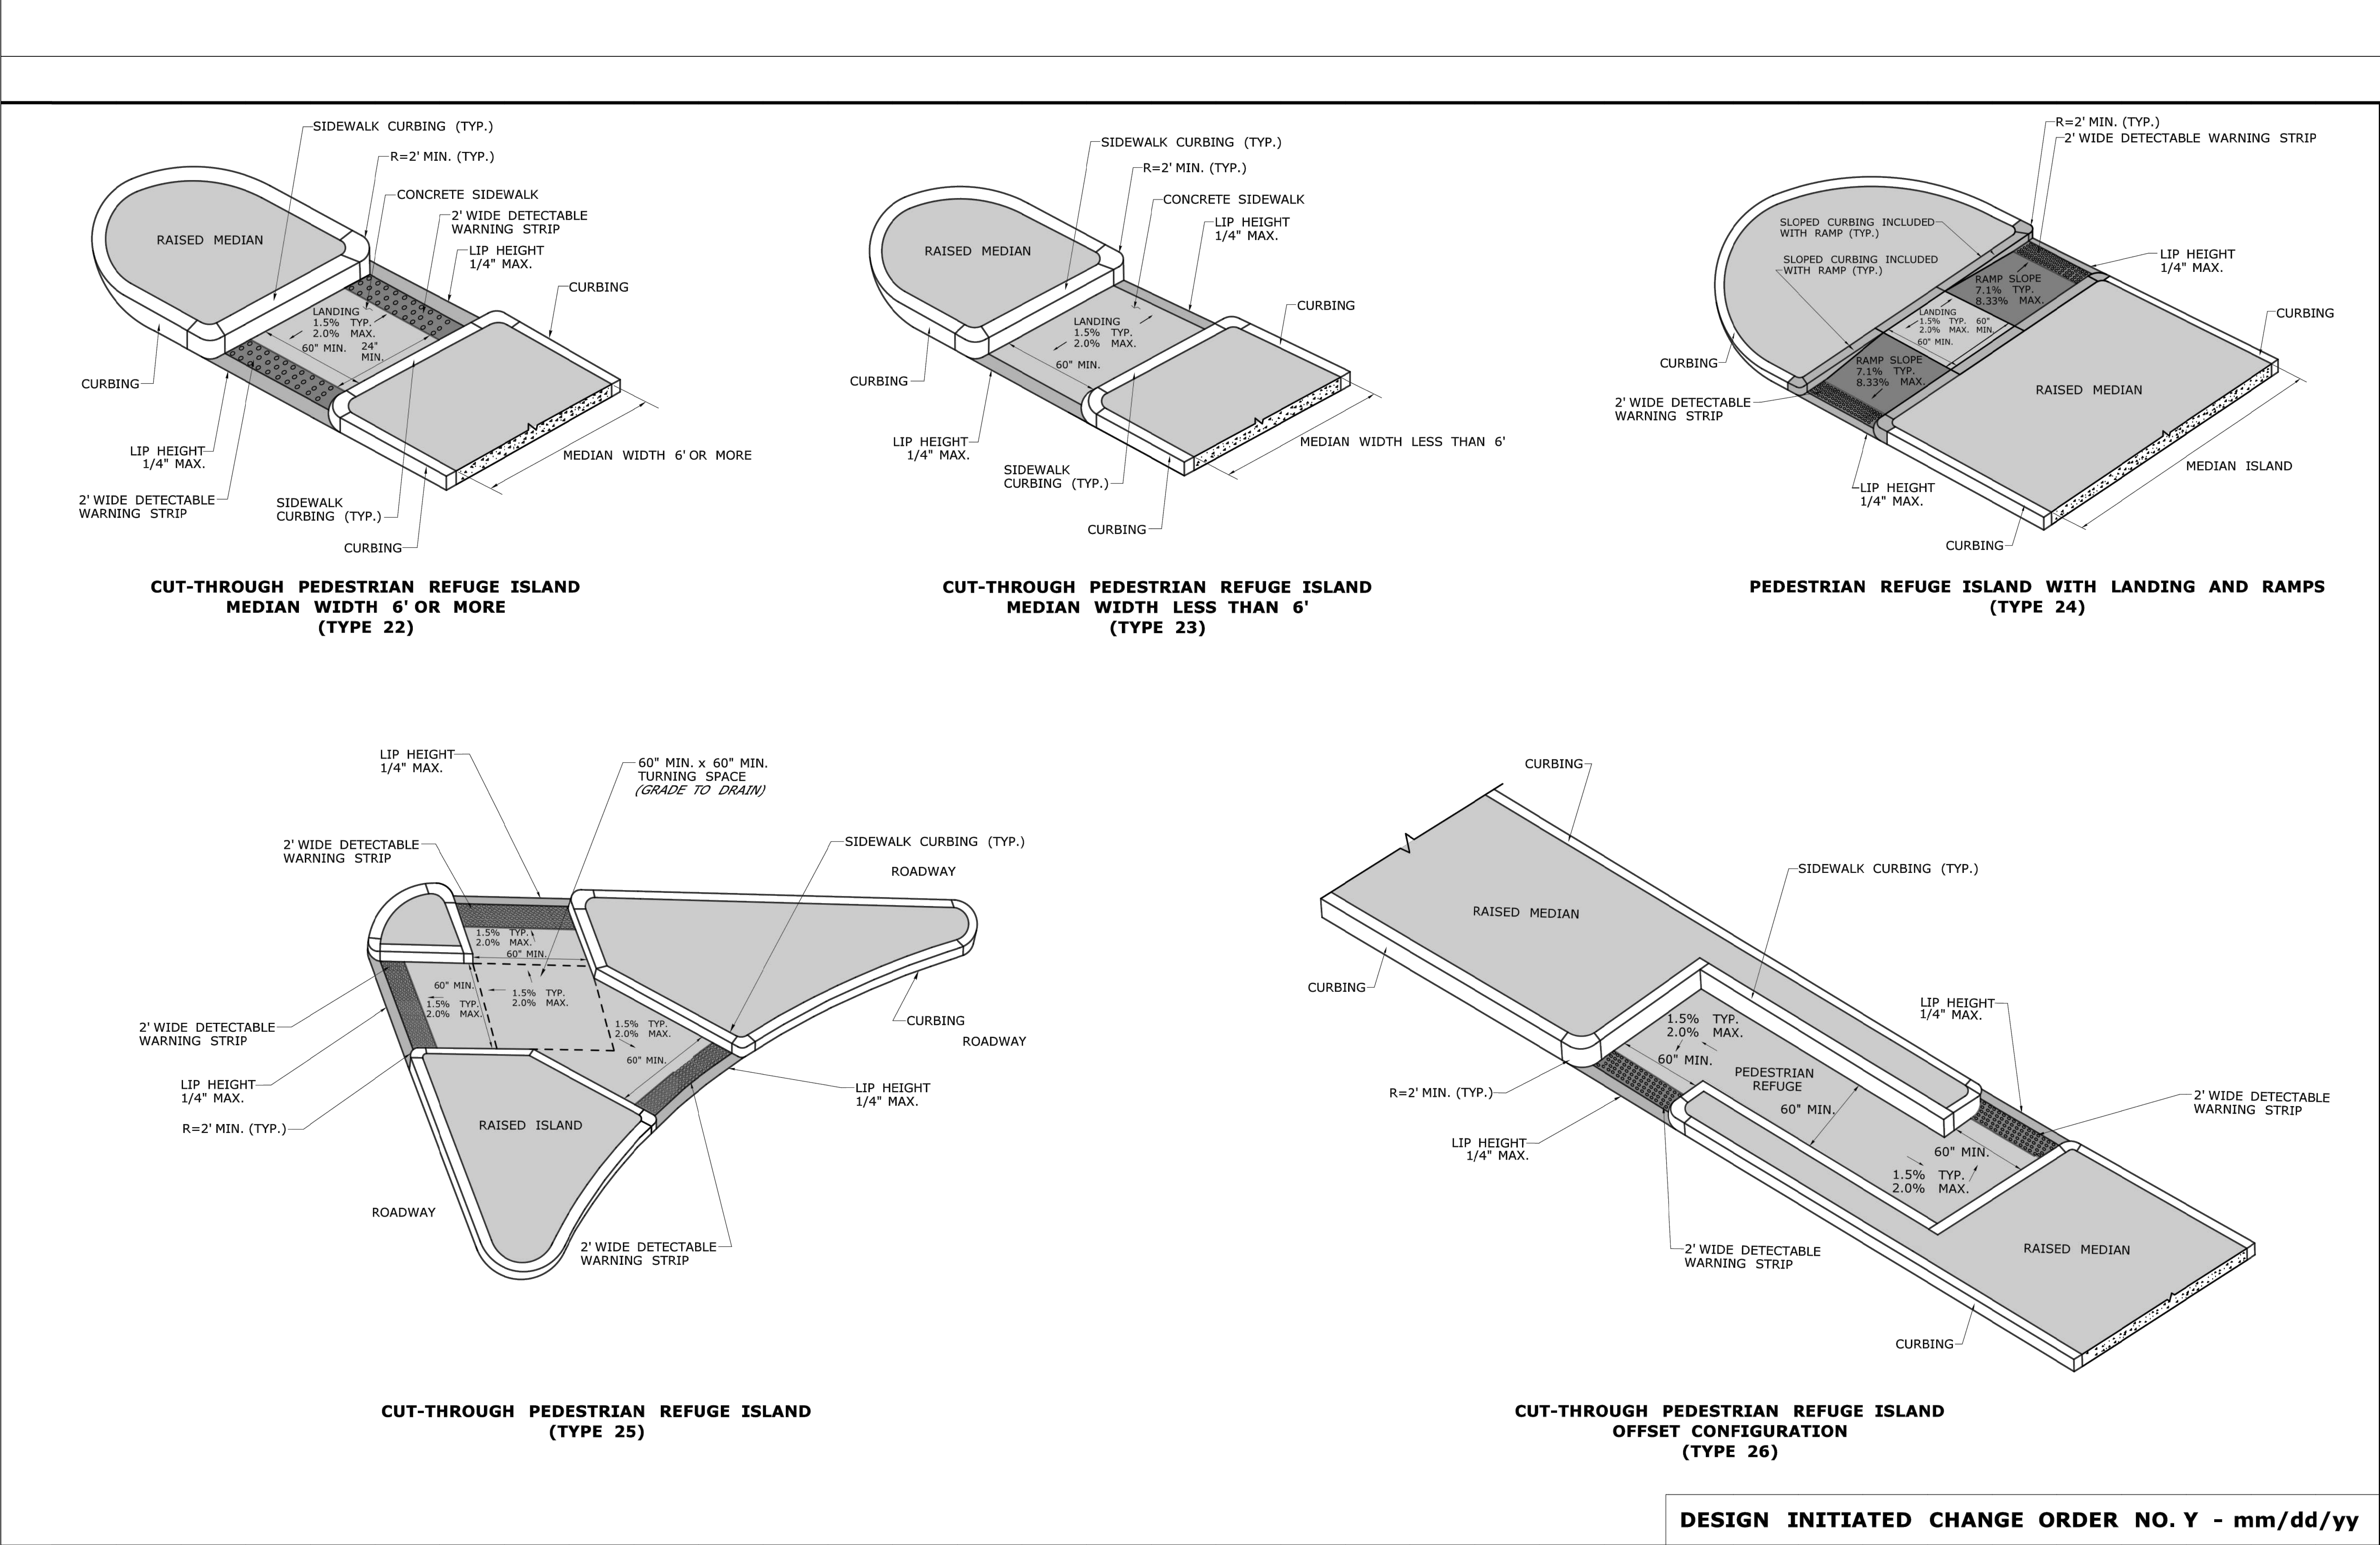 SIDEWALK CURBING (TYP.)
R=2' MIN. (TYP.)
CONCRETE SIDEWALK
2' WIDE DETECTABLE
WARNING STRIP
LIP HEIGHT
1/4" MAX.
CURBING
RAISED MEDIAN
LANDING
1.5% TYP.
2.0% MAX.
60" MIN.
24"
MIN.
CURBING
LIP HEIGHT
1/4" MAX.
2' WIDE DETECTABLE
WARNING STRIP
SIDEWALK
CURBING (TYP.)
CURBING
MEDIAN WIDTH 6' OR MORE
CUT-THROUGH PEDESTRIAN REFUGE ISLAND
MEDIAN WIDTH 6' OR MORE
(TYPE 22)
SIDEWALK CURBING (TYP.)
R=2' MIN. (TYP.)
CONCRETE SIDEWALK
LIP HEIGHT
1/4" MAX.
RAISED MEDIAN
CURBING
LANDING
1.5% TYP.
2.0% MAX.
60" MIN.
CURBING
LIP HEIGHT
1/4" MAX.
SIDEWALK
CURBING (TYP.)
CURBING
MEDIAN WIDTH LESS THAN 6'
CUT-THROUGH PEDESTRIAN REFUGE ISLAND
MEDIAN WIDTH LESS THAN 6'
(TYPE 23)
R=2' MIN. (TYP.)
2' WIDE DETECTABLE WARNING STRIP
SLOPED CURBING INCLUDED
WITH RAMP (TYP.)
SLOPED CURBING INCLUDED
WITH RAMP (TYP.)
LIP HEIGHT
1/4" MAX.
RAMP SLOPE
7.1% TYP.
8.33% MAX.
LANDING
1.5% TYP. 60"
2.0% MAX. MIN.
60" MIN.
CURBING
CURBING
RAMP SLOPE
7.1% TYP.
8.33% MAX.
RAISED MEDIAN
2' WIDE DETECTABLE
WARNING STRIP
MEDIAN ISLAND
LIP HEIGHT
1/4" MAX.
CURBING
PEDESTRIAN REFUGE ISLAND WITH LANDING AND RAMPS
(TYPE 24)
LIP HEIGHT
1/4" MAX.
60" MIN. x 60" MIN.
TURNING SPACE
(GRADE TO DRAIN)
2' WIDE DETECTABLE
WARNING STRIP
SIDEWALK CURBING (TYP.)
ROADWAY
1.5% TYP.
2.0% MAX.
60" MIN.
60" MIN.
1.5% TYP.
2.0% MAX.
1.5% TYP.
2.0% MAX.
1.5% TYP.
2.0% MAX.
60" MIN.
CURBING
ROADWAY
2' WIDE DETECTABLE
WARNING STRIP
LIP HEIGHT
1/4" MAX.
LIP HEIGHT
1/4" MAX.
R=2' MIN. (TYP.)
RAISED ISLAND
ROADWAY
2' WIDE DETECTABLE
WARNING STRIP
CUT-THROUGH PEDESTRIAN REFUGE ISLAND
(TYPE 25)
CURBING
SIDEWALK CURBING (TYP.)
RAISED MEDIAN
CURBING
LIP HEIGHT
1/4" MAX.
1.5% TYP.
2.0% MAX.
60" MIN.
PEDESTRIAN
REFUGE
60" MIN.
R=2' MIN. (TYP.)
2' WIDE DETECTABLE
WARNING STRIP
LIP HEIGHT
1/4" MAX.
60" MIN.
1.5% TYP.
2.0% MAX.
2' WIDE DETECTABLE
WARNING STRIP
RAISED MEDIAN
CURBING
CUT-THROUGH PEDESTRIAN REFUGE ISLAND
OFFSET CONFIGURATION
(TYPE 26)
DESIGN INITIATED CHANGE ORDER NO. Y - mm/dd/yy